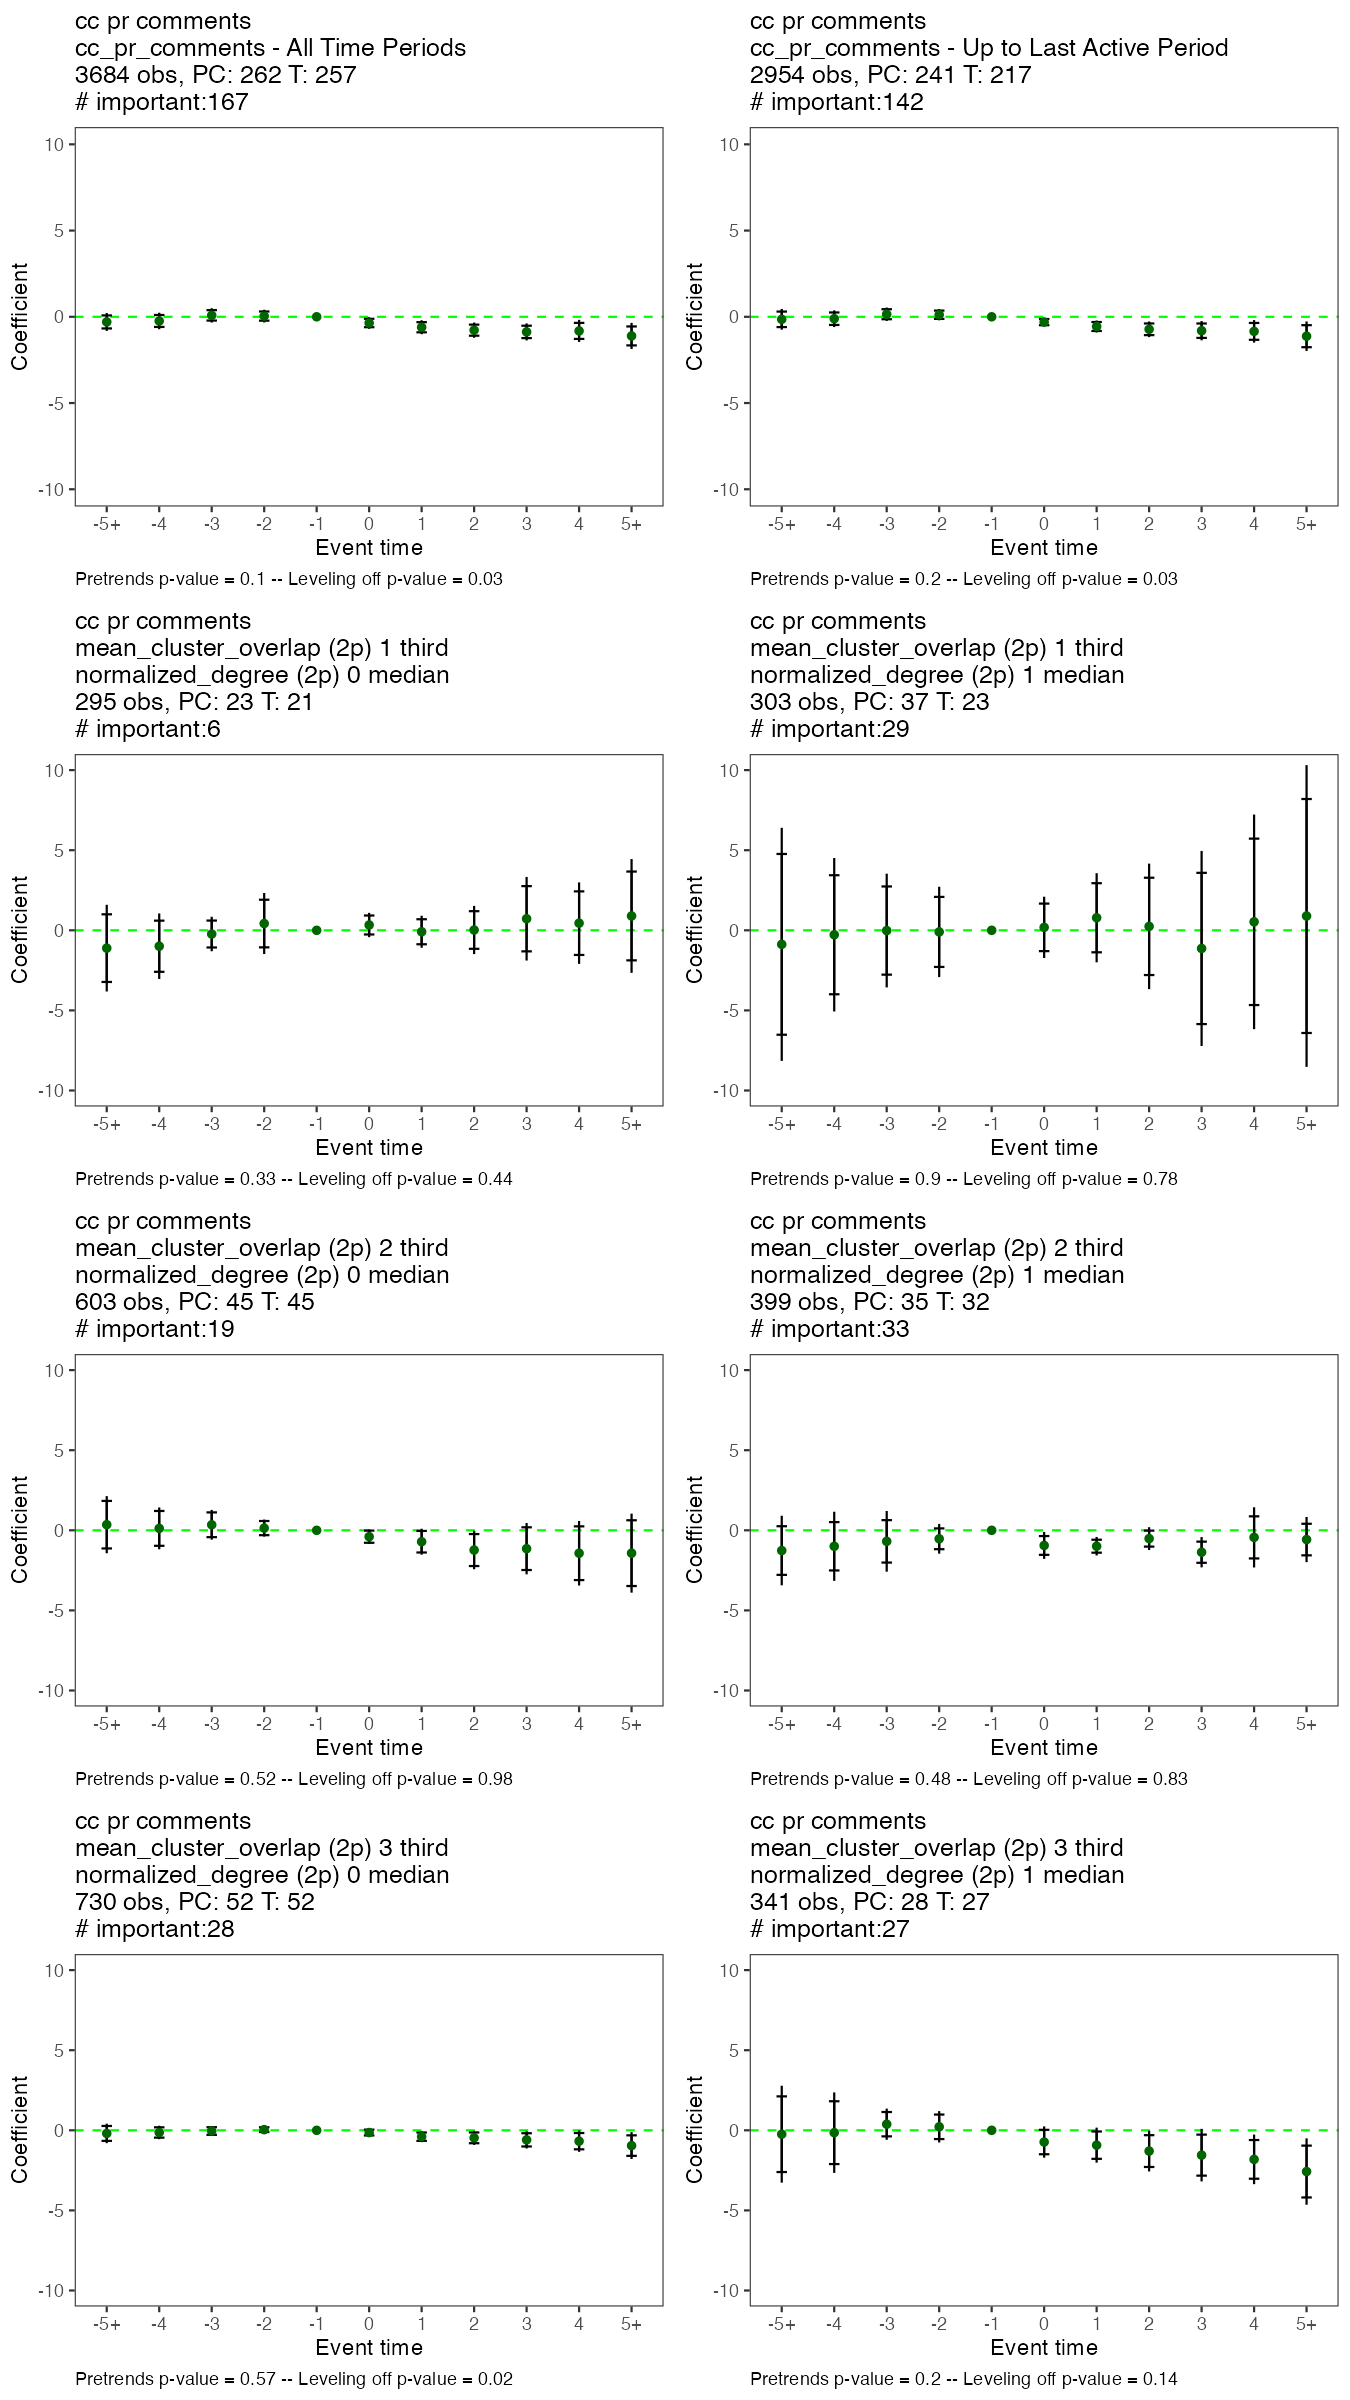 cc pr comments
cc_pr_comments - All Time Periods
3684 obs, PC: 262 T: 257
# important:167
10
5
0
-5
-10
Coefficient
-5+ -4 -3 -2 -1 0 1 2 3 4 5+
Event time
Pretrends p-value = 0.1 -- Leveling off p-value = 0.03
cc pr comments
cc_pr_comments - Up to Last Active Period
2954 obs, PC: 241 T: 217
# important:142
10
5
0
-5
-10
Coefficient
-5+ -4 -3 -2 -1 0 1 2 3 4 5+
Event time
Pretrends p-value = 0.2 -- Leveling off p-value = 0.03
cc pr comments
mean_cluster_overlap (2p) 1 third
normalized_degree (2p) 0 median
295 obs, PC: 23 T: 21
# important:6
10
5
0
-5
-10
Coefficient
-5+ -4 -3 -2 -1 0 1 2 3 4 5+
Event time
Pretrends p-value = 0.33 -- Leveling off p-value = 0.44
cc pr comments
mean_cluster_overlap (2p) 1 third
normalized_degree (2p) 1 median
303 obs, PC: 37 T: 23
# important:29
10
5
0
-5
-10
Coefficient
-5+ -4 -3 -2 -1 0 1 2 3 4 5+
Event time
Pretrends p-value = 0.9 -- Leveling off p-value = 0.78
cc pr comments
mean_cluster_overlap (2p) 2 third
normalized_degree (2p) 0 median
603 obs, PC: 45 T: 45
# important:19
10
5
0
-5
-10
Coefficient
-5+ -4 -3 -2 -1 0 1 2 3 4 5+
Event time
Pretrends p-value = 0.52 -- Leveling off p-value = 0.98
cc pr comments
mean_cluster_overlap (2p) 2 third
normalized_degree (2p) 1 median
399 obs, PC: 35 T: 32
# important:33
10
5
0
-5
-10
Coefficient
-5+ -4 -3 -2 -1 0 1 2 3 4 5+
Event time
Pretrends p-value = 0.48 -- Leveling off p-value = 0.83
cc pr comments
mean_cluster_overlap (2p) 3 third
normalized_degree (2p) 0 median
730 obs, PC: 52 T: 52
# important:28
10
5
0
-5
-10
Coefficient
-5+ -4 -3 -2 -1 0 1 2 3 4 5+
Event time
Pretrends p-value = 0.57 -- Leveling off p-value = 0.02
cc pr comments
mean_cluster_overlap (2p) 3 third
normalized_degree (2p) 1 median
341 obs, PC: 28 T: 27
# important:27
10
5
0
-5
-10
Coefficient
-5+ -4 -3 -2 -1 0 1 2 3 4 5+
Event time
Pretrends p-value = 0.2 -- Leveling off p-value = 0.14